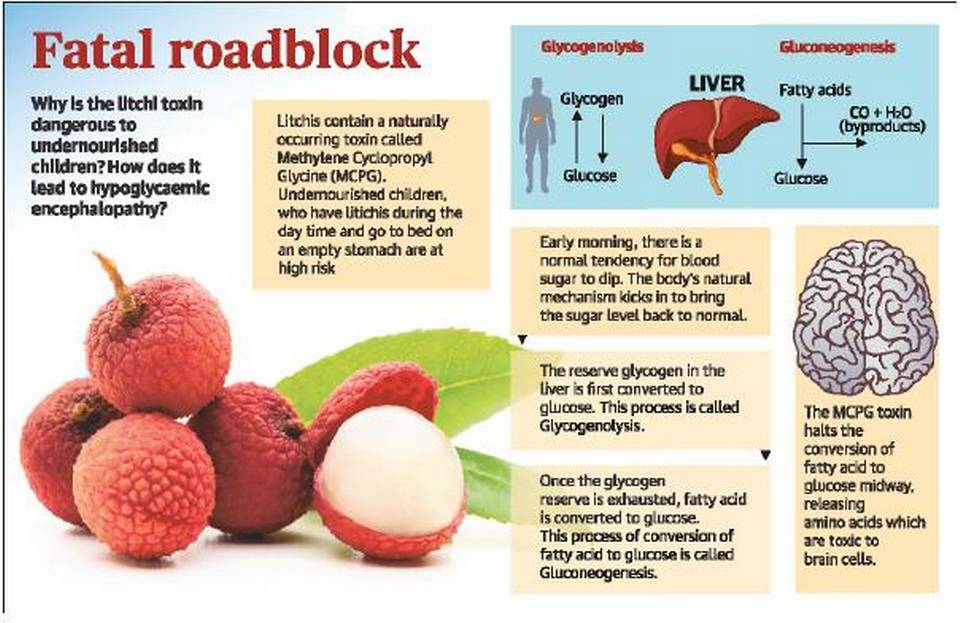 Fatal roadblock
Why is the litchi toxin
dangerous to
undernourished
children? How does it
lead to hypoglycaemic
encephalopathy?
Litchis contain a naturally
occurring toxin called
Methylene Cyclopropyl
Glycine (MCPG).
Undernourished children,
who have litichis during the
day time and go to bed on
an empty stomach are at
high risk
Glycogenolysis
Glycogen
Glucose
LIVER
Gluconeogenesis
Fatty acids
CO + H2O
(byproducts)
Glucose
Early morning, there is a
normal tendency for blood
sugar to dip. The body's natural
mechanism kicks in to bring
the sugar level back to normal.
The reserve glycogen in the
liver is first converted to
glucose. This process is called
Glycogenolysis.
Once the glycogen
reserve is exhausted, fatty acid
is converted to glucose.
This process of conversion of
fatty acid to glucose is called
Gluconeogenesis.
The MCPG toxin
halts the
conversion of
fatty acid to
glucose midway,
releasing
amino acids which
are toxic to
brain cells.